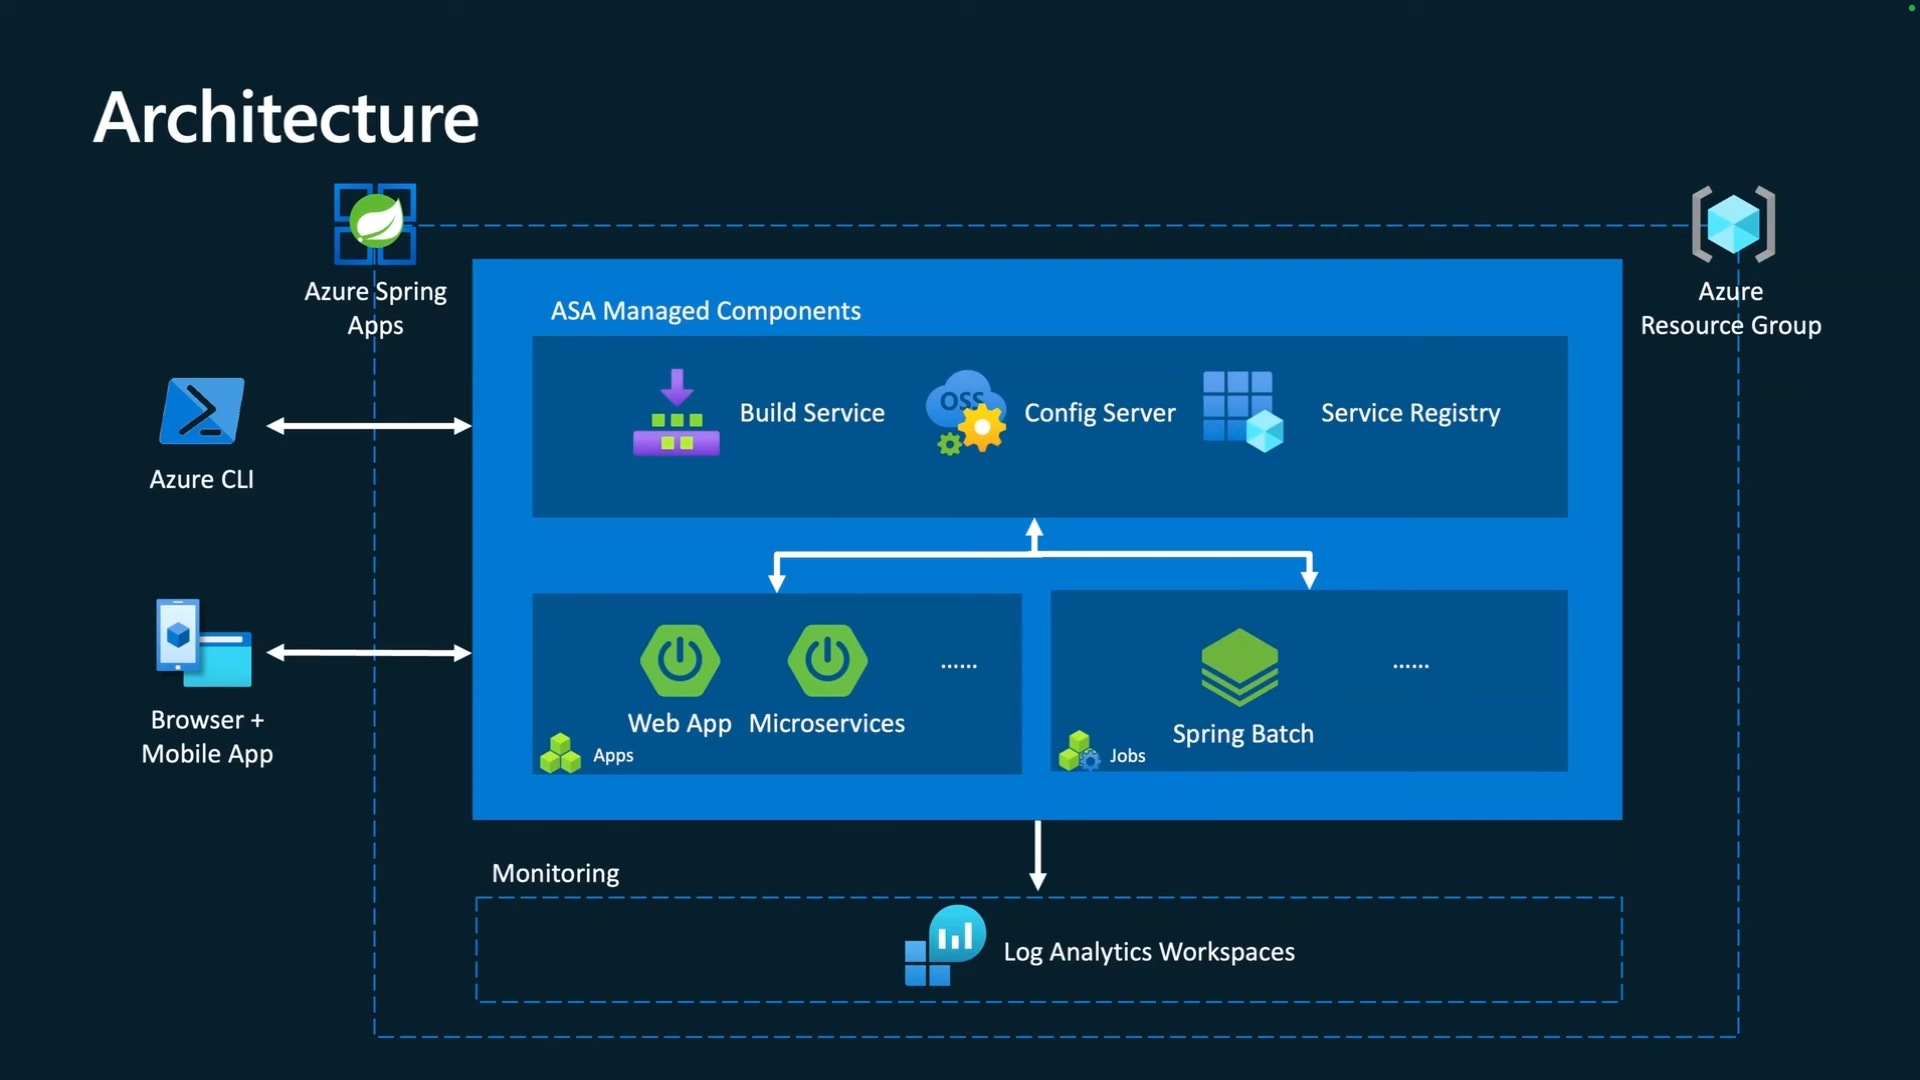 Architecture
Azure Spring
Apps
Azure
Resource Group
ASA Managed Components
Build Service
OSS
Config Server
Service Registry
Azure CLI
Browser +
Mobile App
Web App
Microservices
......
Apps
Spring Batch
......
Jobs
Monitoring
Log Analytics Workspaces